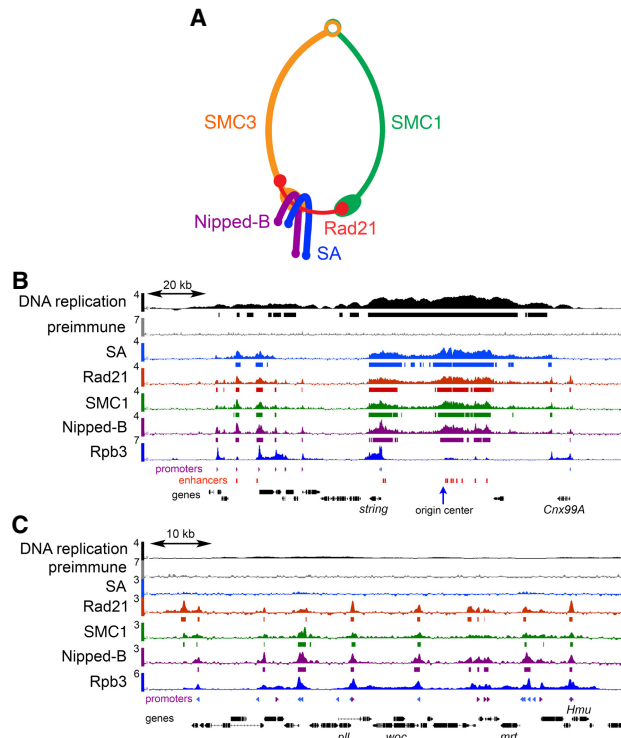 A
SMC3
SMC1
Nipped-B
Rad21
SA
B
20 kb
DNA replication 4
preimmune 7
SA 4
Rad21 4
SMC1 4
Nipped-B 4
Rpb3 7
promoters
enhancers
genes
string
origin center
Cnx99A
C
10 kb
DNA replication 4
preimmune 7
SA 3
Rad21 3
SMC1 3
Nipped-B 3
Rpb3 6
promoters
genes
Hmu
pll woc mrt